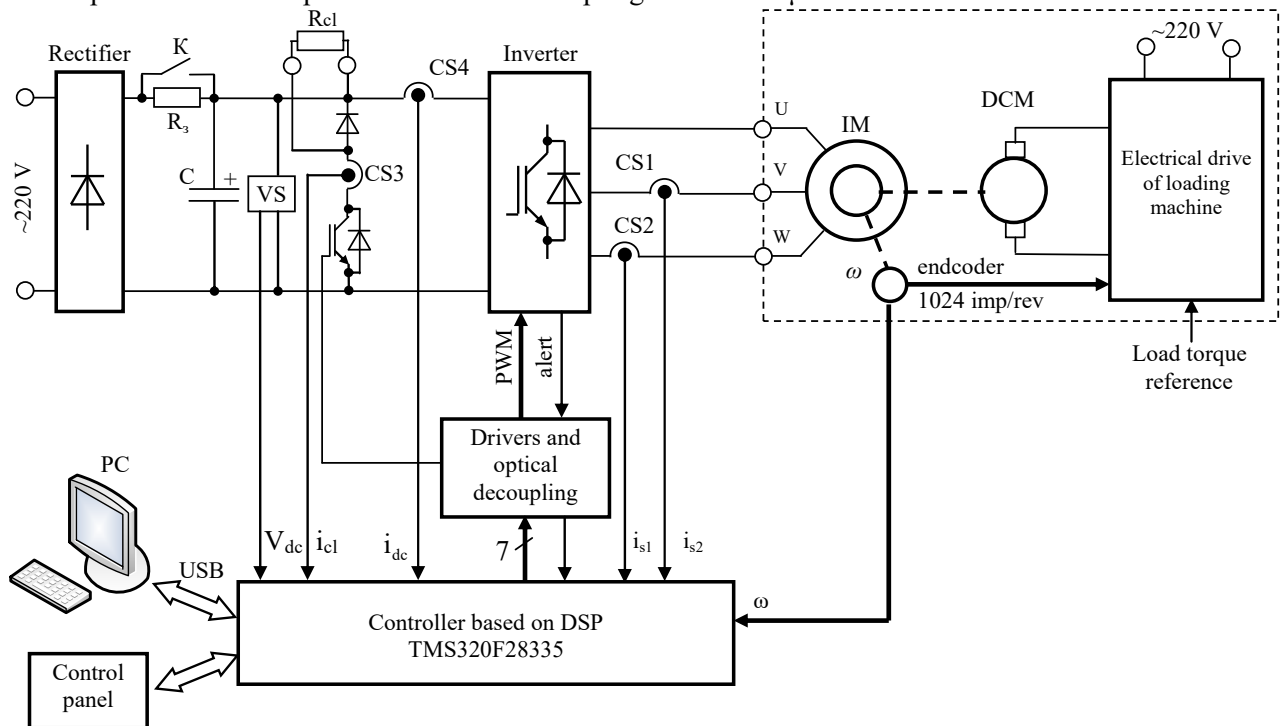 Rcl
K
Rectifier
Inverter
CS4
~220 V
DCM
R₃
U
IM
C
+
VS
CS3
CS1
V
Electrical drive
of loading
machine
~220 V
CS2
W
ω
endcoder
1024 imp/rev
PWM
alert
Load torque
reference
Drivers and
optical
decoupling
PC
V_dc
i_cl
i_dc
7
i_s1
i_s2
USB
ω
Controller based on DSP
TMS320F28335
Control
panel